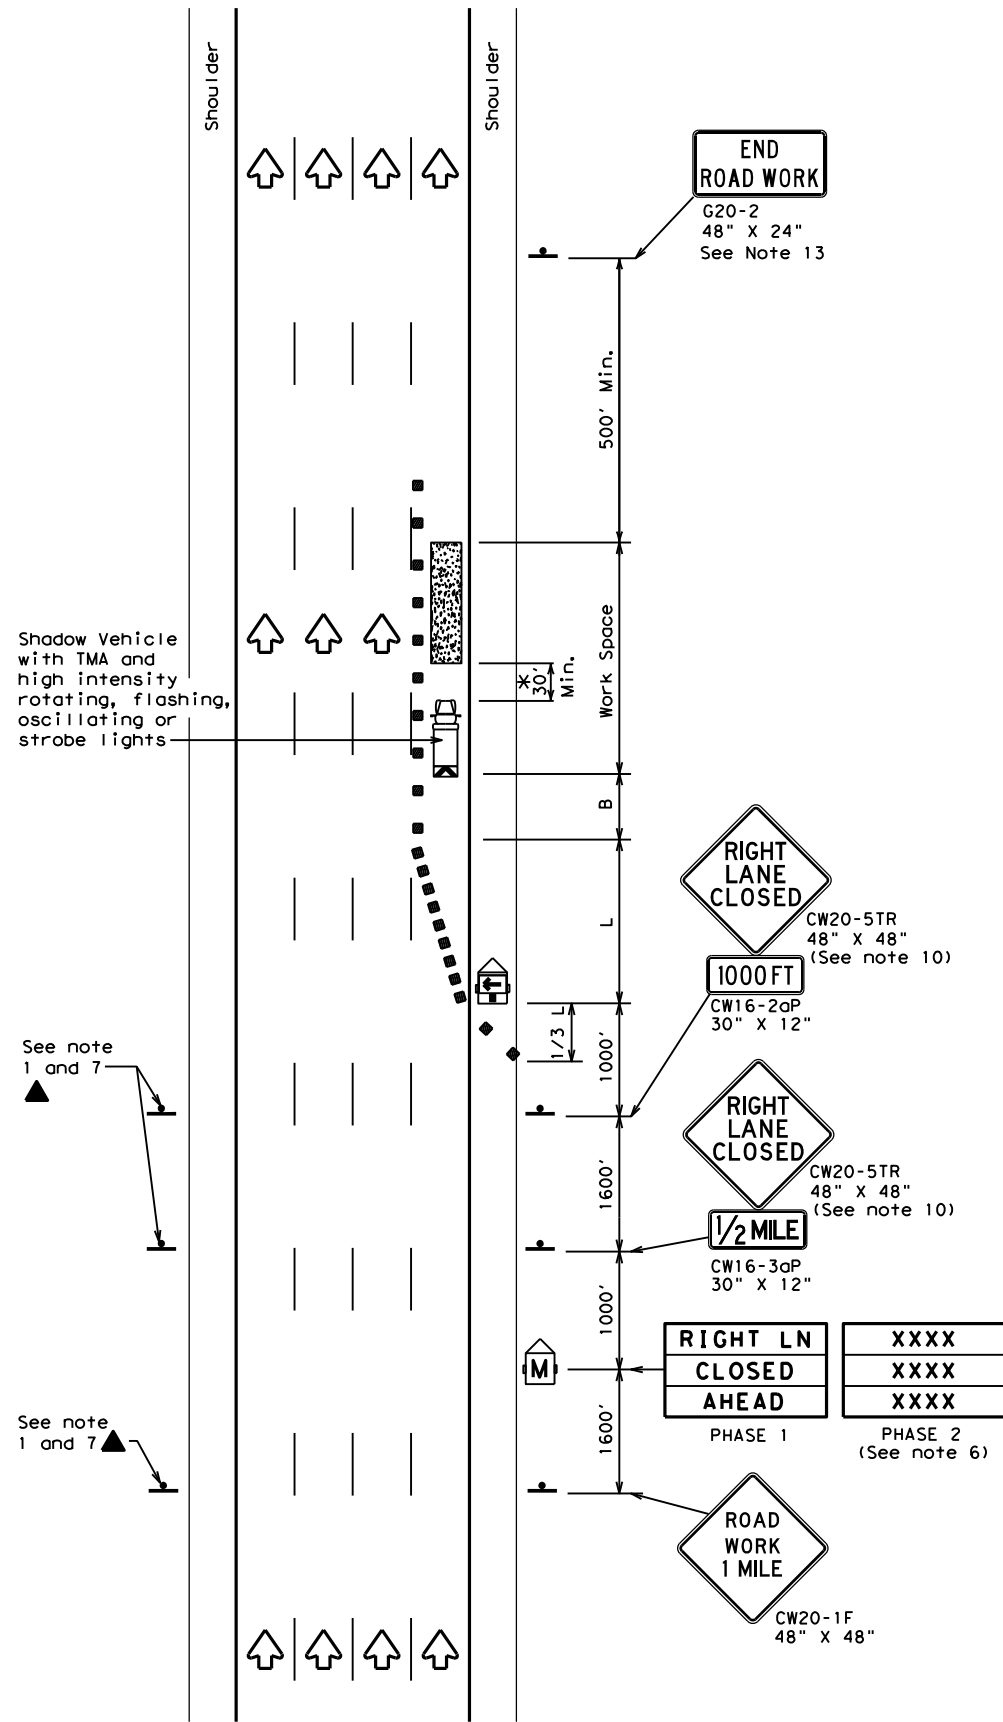 Shoulder
Shoulder
END
ROAD WORK
G20-2
48" X 24"
See Note 13
500' Min.
Shadow Vehicle
with TMA and
high intensity
rotating, flashing,
oscillating or
strobe lights
*
30'
Min.
Work Space
B
L
RIGHT
LANE
CLOSED
CW20-5TR
48" X 48"
(See note 10)
1000 FT
CW16-2aP
30" X 12"
1/3 L
1000'
See note
1 and 7
RIGHT
LANE
CLOSED
CW20-5TR
48" X 48"
(See note 10)
1/2 MILE
CW16-3aP
30" X 12"
1600'
1000'
M
RIGHT LN
CLOSED
AHEAD
PHASE 1
XXXX
XXXX
XXXX
PHASE 2
(See note 6)
1600'
See note
1 and 7
ROAD
WORK
1 MILE
CW20-1F
48" X 48"